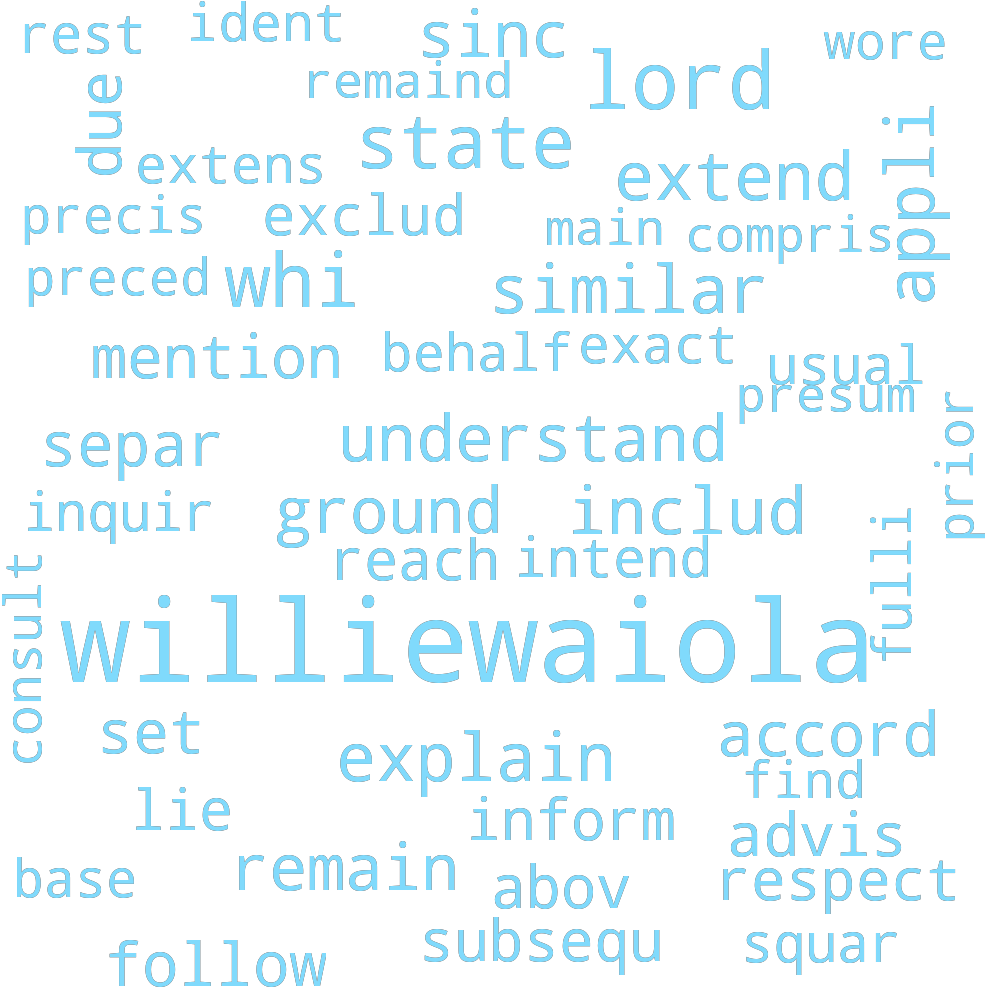 rest
ident
sinc
wore
remaind
lord
due
state
appli
extens
extend
precis
exclud
main
compris
preced
whi
similar
mention
behalf
exact
usual
presum
prior
separ
understand
inquir
ground
includ
fulli
reach
intend
consult
williewaiola
set
explain
accord
find
lie
inform
advis
base
remain
abov
respect
follow
subsequ
squar